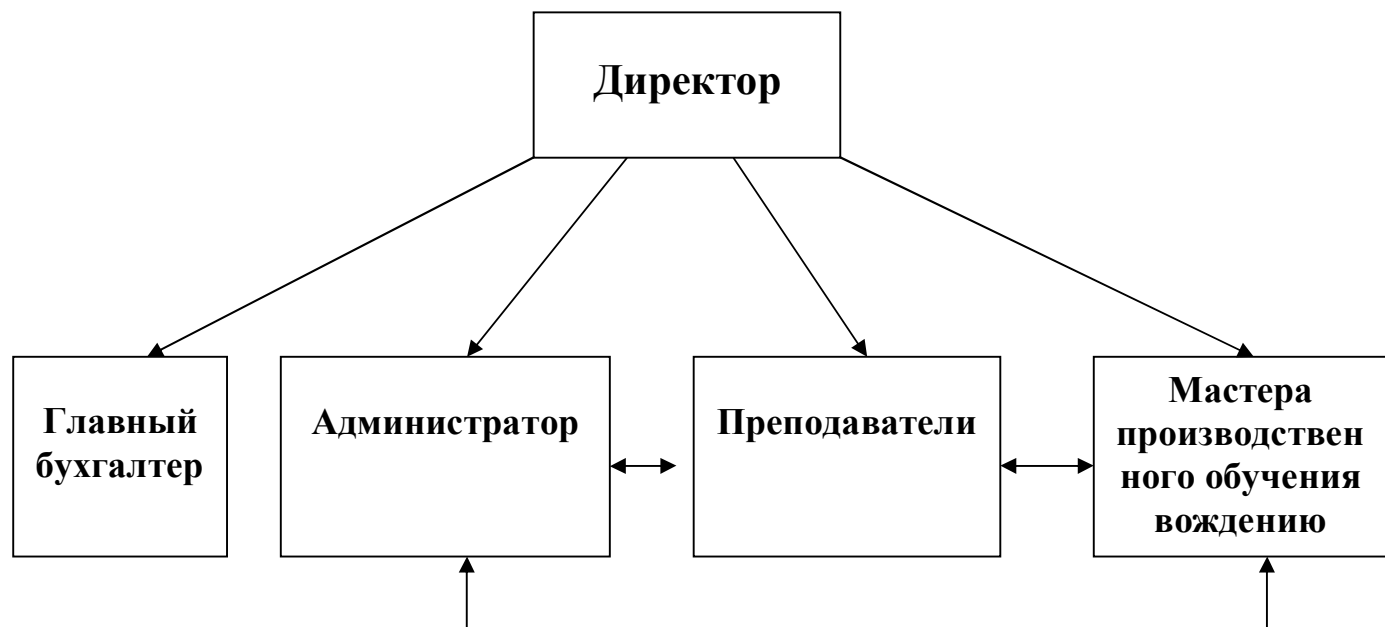 Директор
Главный
бухгалтер
Администратор
Преподаватели
Мастера
производствен
ного обучения
вождению